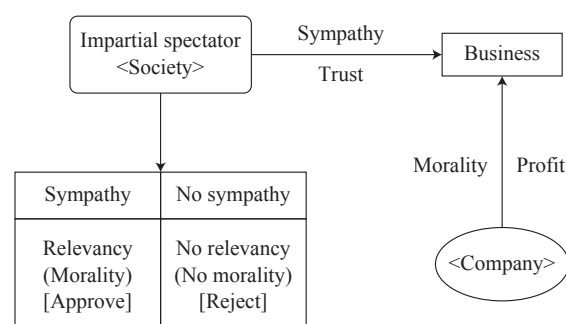 Impartial spectator
<Society>
Sympathy
Trust
Business
Morality
Profit
<Company>
Sympathy
No sympathy
Relevancy
(Morality)
[Approve]
No relevancy
(No morality)
[Reject]